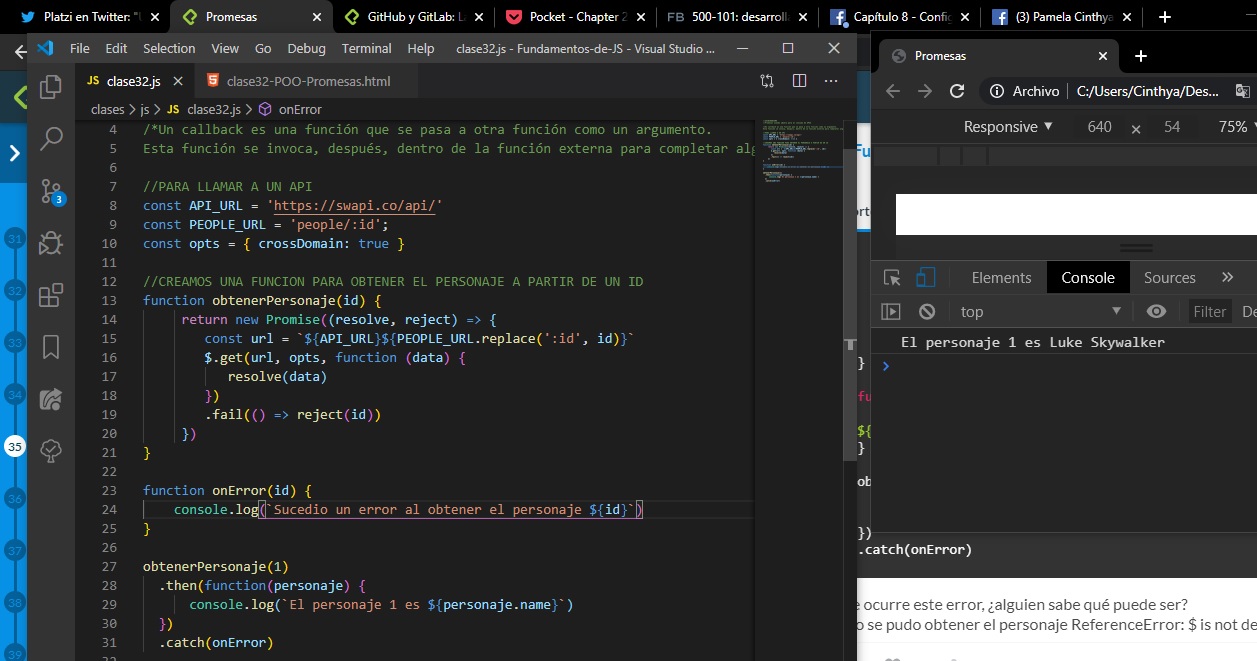 Platzi en Twitter: "
Promesas
GitHub y GitLab: L
Pocket - Chapter 2
FB 500-101: desarroll
Capítulo 8 - Config
(3) Pamela Cinthya
File Edit Selection View Go Debug Terminal Help clase32.js - Fundamentos-de-JS - Visual Studio ...
JS clase32.js
clase32-POO-Promesas.html
clases > js > JS clase32.js > onError
4 /*Un callback es una función que se pasa a otra función como un argumento.
5 Esta función se invoca, después, dentro de la función externa para completar alg
6
7 //PARA LLAMAR A UN API
8 const API_URL = 'https://swapi.co/api/'
9 const PEOPLE_URL = 'people/:id';
10 const opts = { crossDomain: true }
11
12 //CREAMOS UNA FUNCION PARA OBTENER EL PERSONAJE A PARTIR DE UN ID
13 function obtenerPersonaje(id) {
14 return new Promise((resolve, reject) => {
15 const url = `${API_URL}${PEOPLE_URL.replace(':id', id)}`
16 $.get(url, opts, function (data) {
17 resolve(data)
18 })
19 .fail(() => reject(id))
20 })
21 }
22
23 function onError(id) {
24 console.log(`Sucedio un error al obtener el personaje ${id}`)
25 }
26
27 obtenerPersonaje(1)
28 .then(function(personaje) {
29 console.log(`El personaje 1 es ${personaje.name}`)
30 })
31 .catch(onError)
3
31
32
33
34
35
36
37
38
39
Promesas
Archivo
C:/Users/Cinthya/Des...
Responsive
640 × 54
75%
Elements Console Sources »
top
Filter
De
El personaje 1 es Luke Skywalker
>
Fu
ort
}
fu
${
}
ob
})
.catch(onError)
e ocurre este error, ¿alguien sabe qué puede ser?
o se pudo obtener el personaje ReferenceError: $ is not de